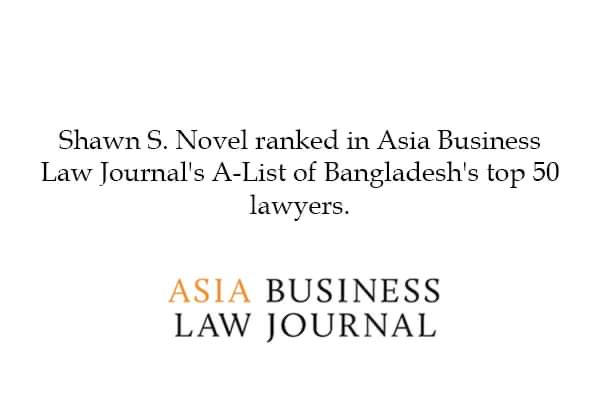 Shawn S. Novel ranked in Asia Business
Law Journal's A-List of Bangladesh's top 50
lawyers.
ASIA BUSINESS
LAW JOURNAL